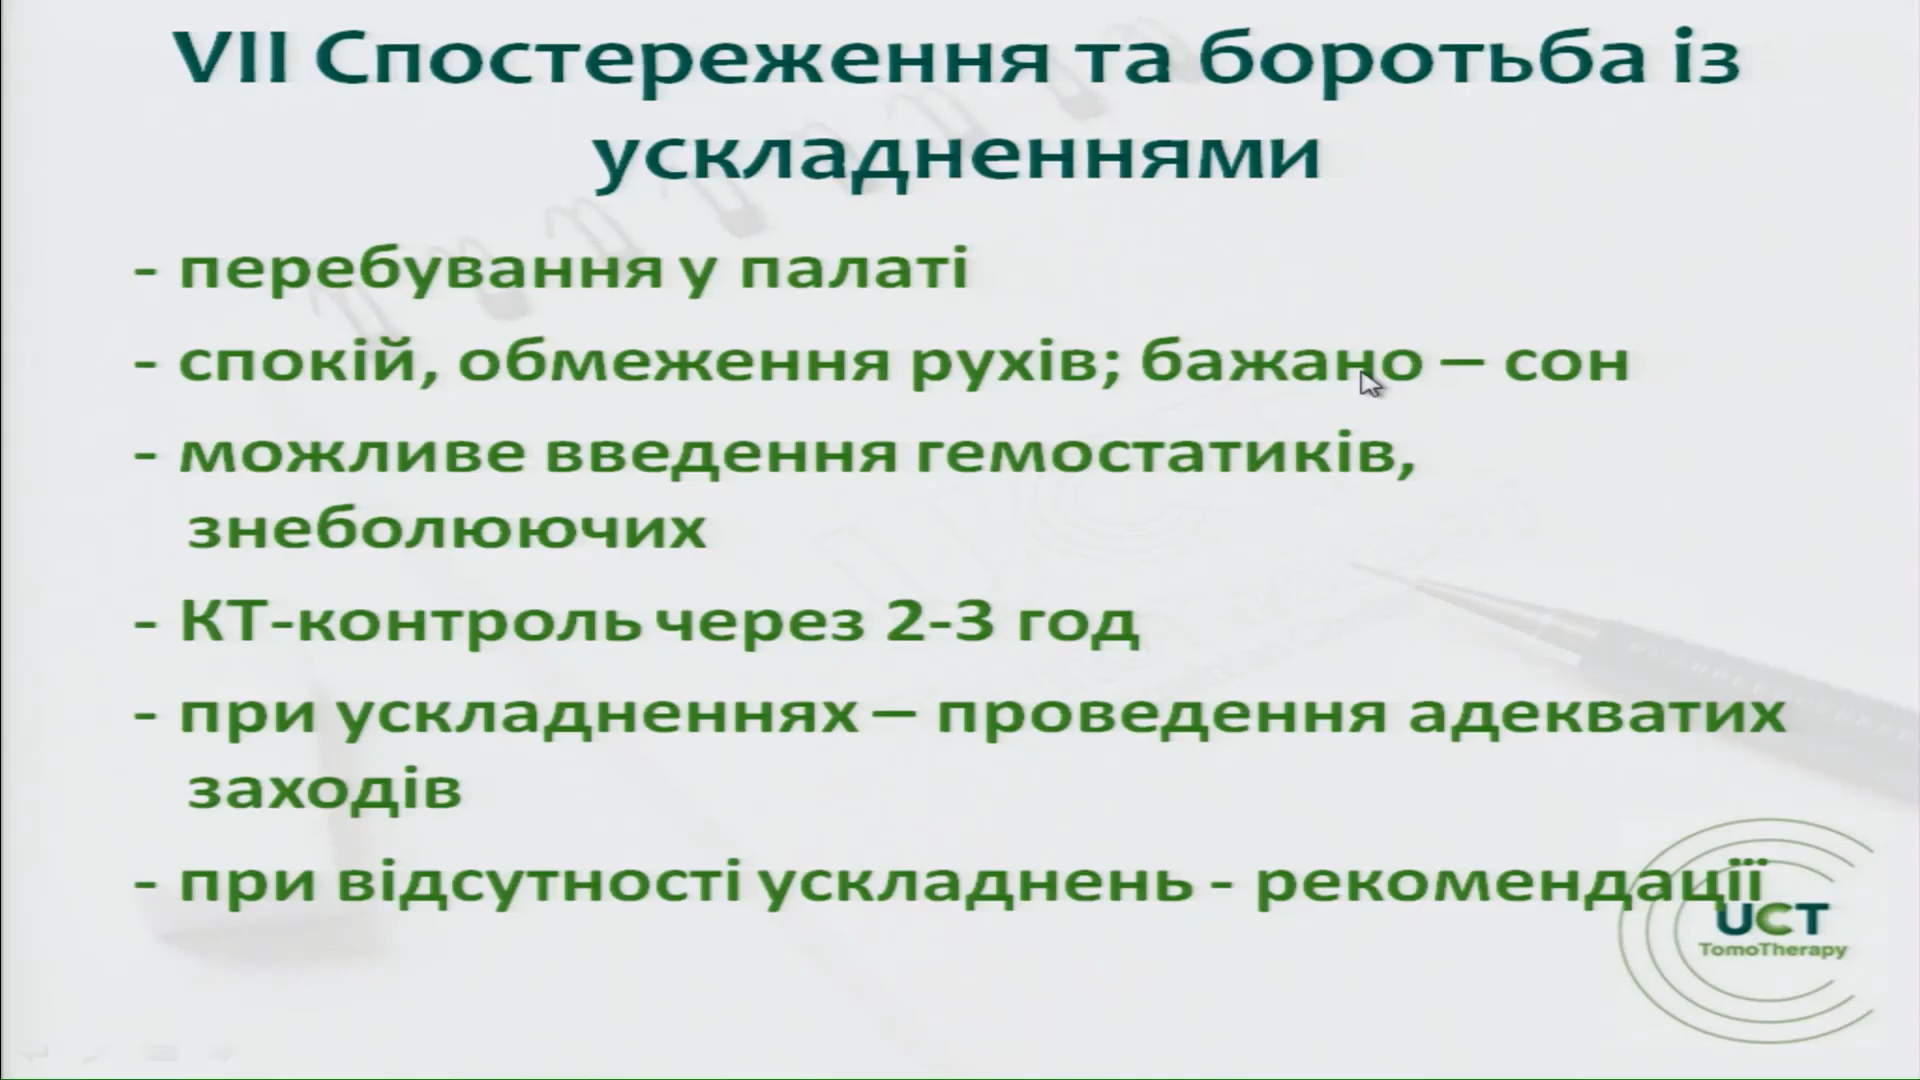 VII Спостереження та боротьба із
ускладненнями
- перебування у палаті
- спокій, обмеження рухів; бажано – сон
- можливе введення гемостатиків,
знеболюючих
- КТ-контроль через 2-3 год
- при ускладненнях – проведення адекватих
заходів
- при відсутності ускладнень - рекомендації
UCT
TomoTherapy